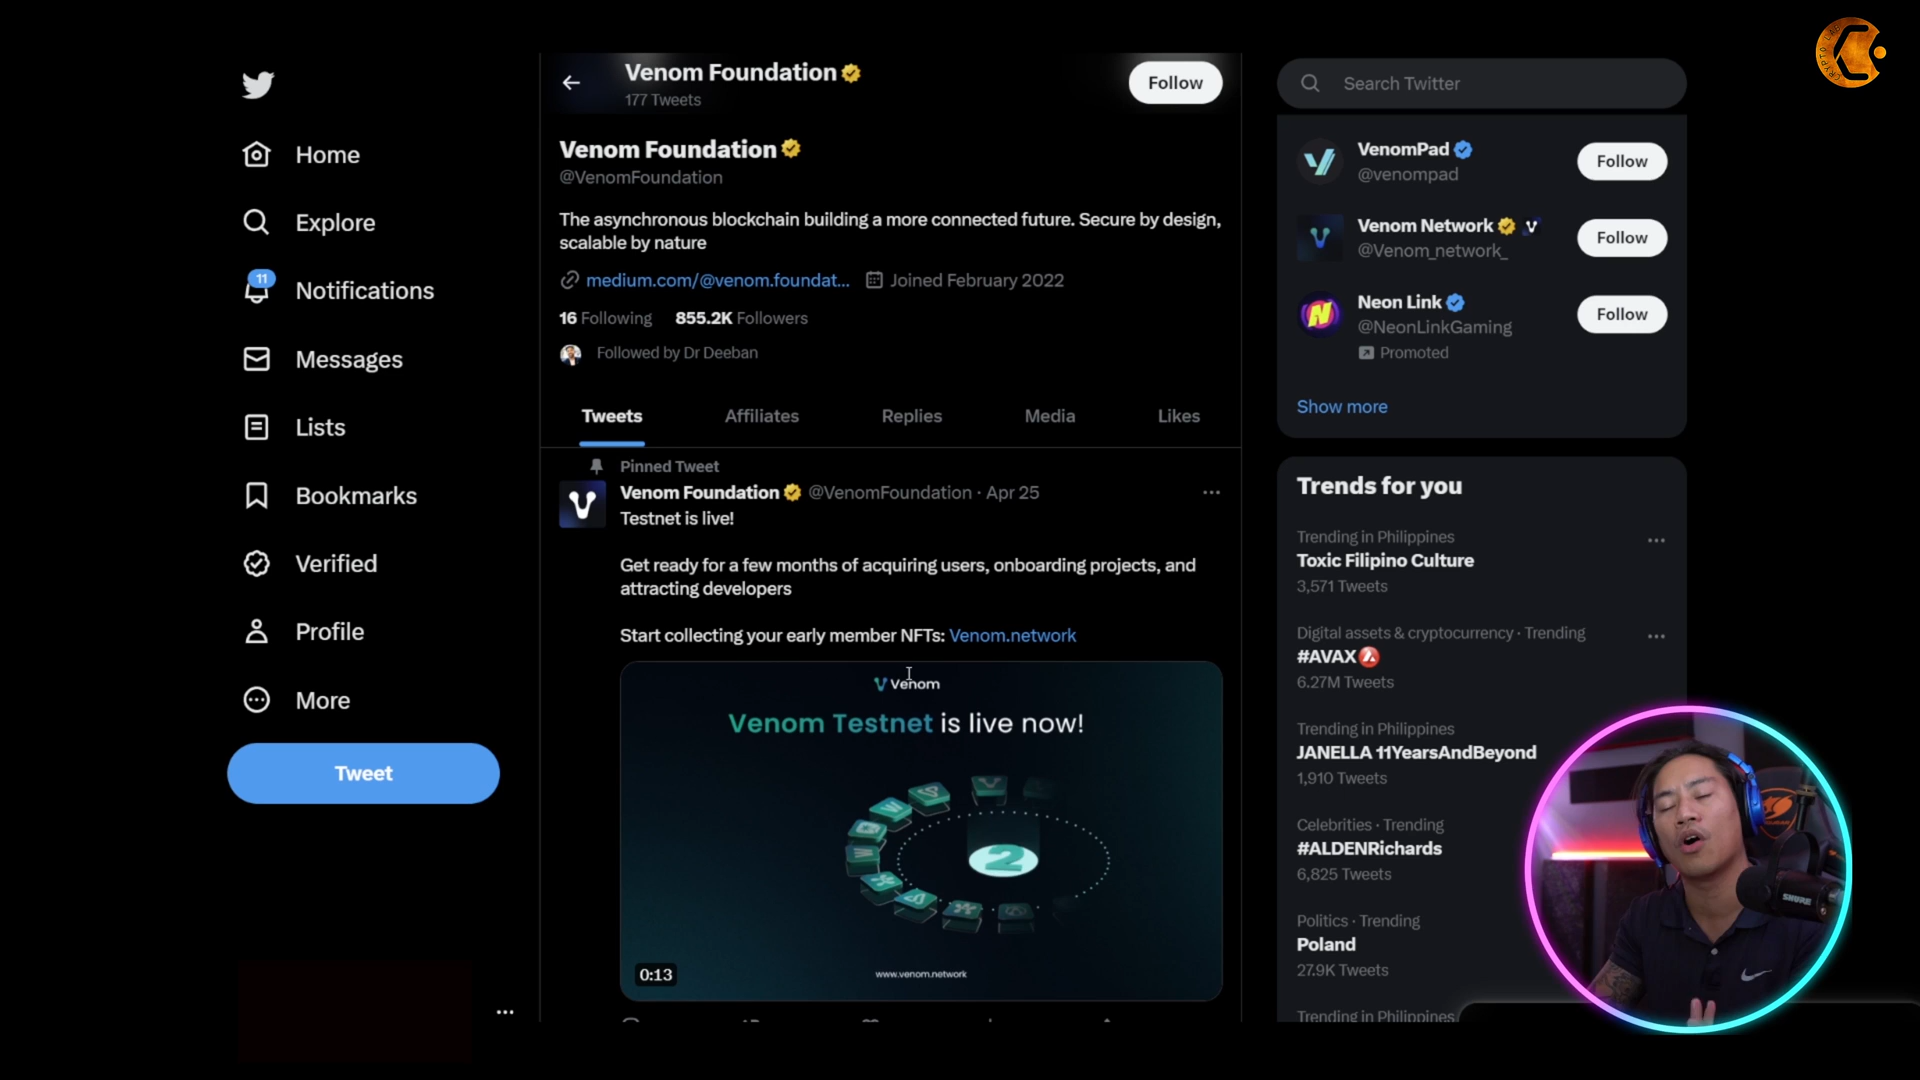 Home
Explore
11
Notifications
Messages
Lists
Bookmarks
Verified
Profile
More
Tweet
Venom Foundation
177 Tweets
Follow
Venom Foundation
@VenomFoundation
The asynchronous blockchain building a more connected future. Secure by design,
scalable by nature
medium.com/@venom.foundat...
Joined February 2022
16 Following
855.2K Followers
Followed by Dr Deeban
Tweets
Affiliates
Replies
Media
Likes
Pinned Tweet
Venom Foundation @VenomFoundation · Apr 25
Testnet is live!
Get ready for a few months of acquiring users, onboarding projects, and
attracting developers
Start collecting your early member NFTs: Venom.network
Venom
Venom Testnet is live now!
2
www.venom.network
0:13
Search Twitter
VenomPad
@venompad
Follow
Venom Network
@Venom_network_
Follow
Neon Link
@NeonLinkGaming
Promoted
Follow
Show more
Trends for you
Trending in Philippines
Toxic Filipino Culture
3,571 Tweets
Digital assets & cryptocurrency · Trending
#AVAX
6.27M Tweets
Trending in Philippines
JANELLA 11YearsAndBeyond
1,910 Tweets
Celebrities · Trending
#ALDENRichards
6,825 Tweets
Politics · Trending
Poland
27.9K Tweets
Trending in Philippines
SHURE